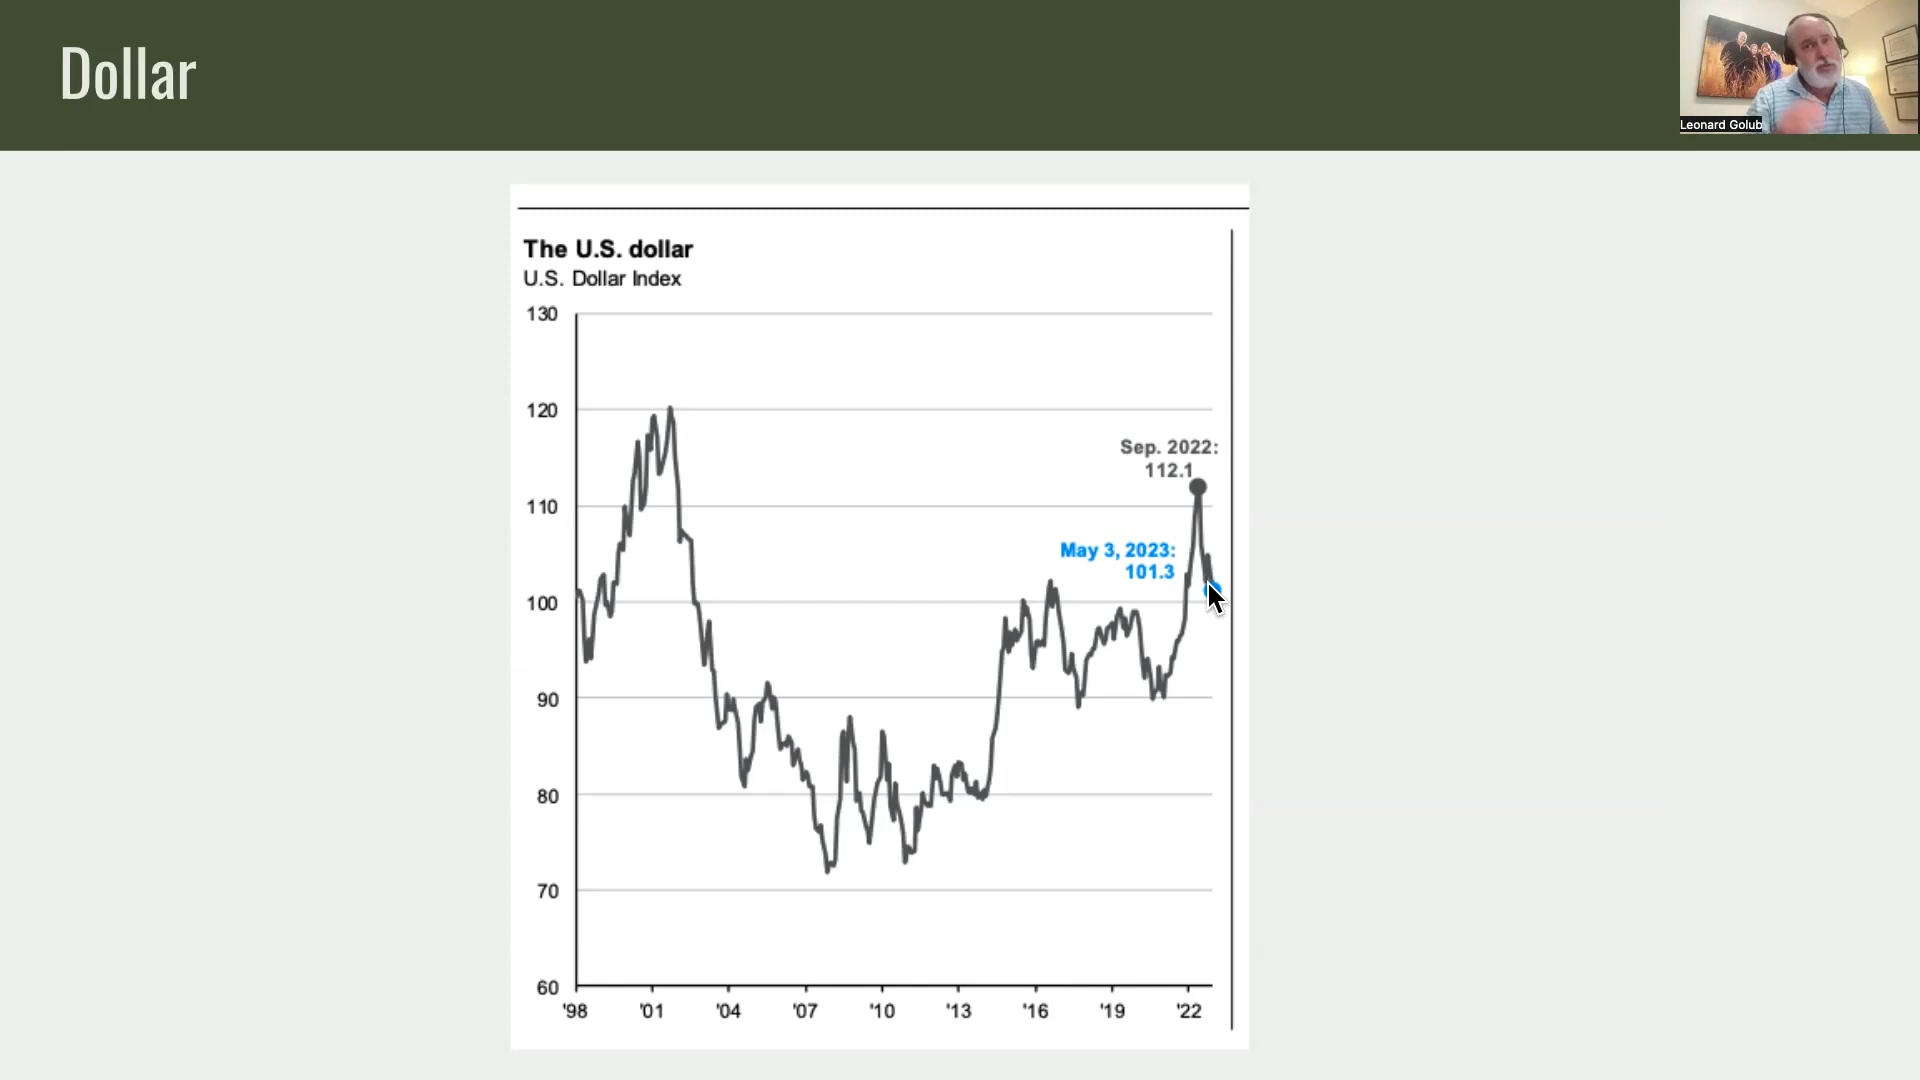 Dollar
Leonard Golub
The U.S. dollar
U.S. Dollar Index
130
120
110
100
90
80
70
60
Sep. 2022:
112.1
May 3, 2023:
101.3
'98 '01 '04 '07 '10 '13 '16 '19 '22